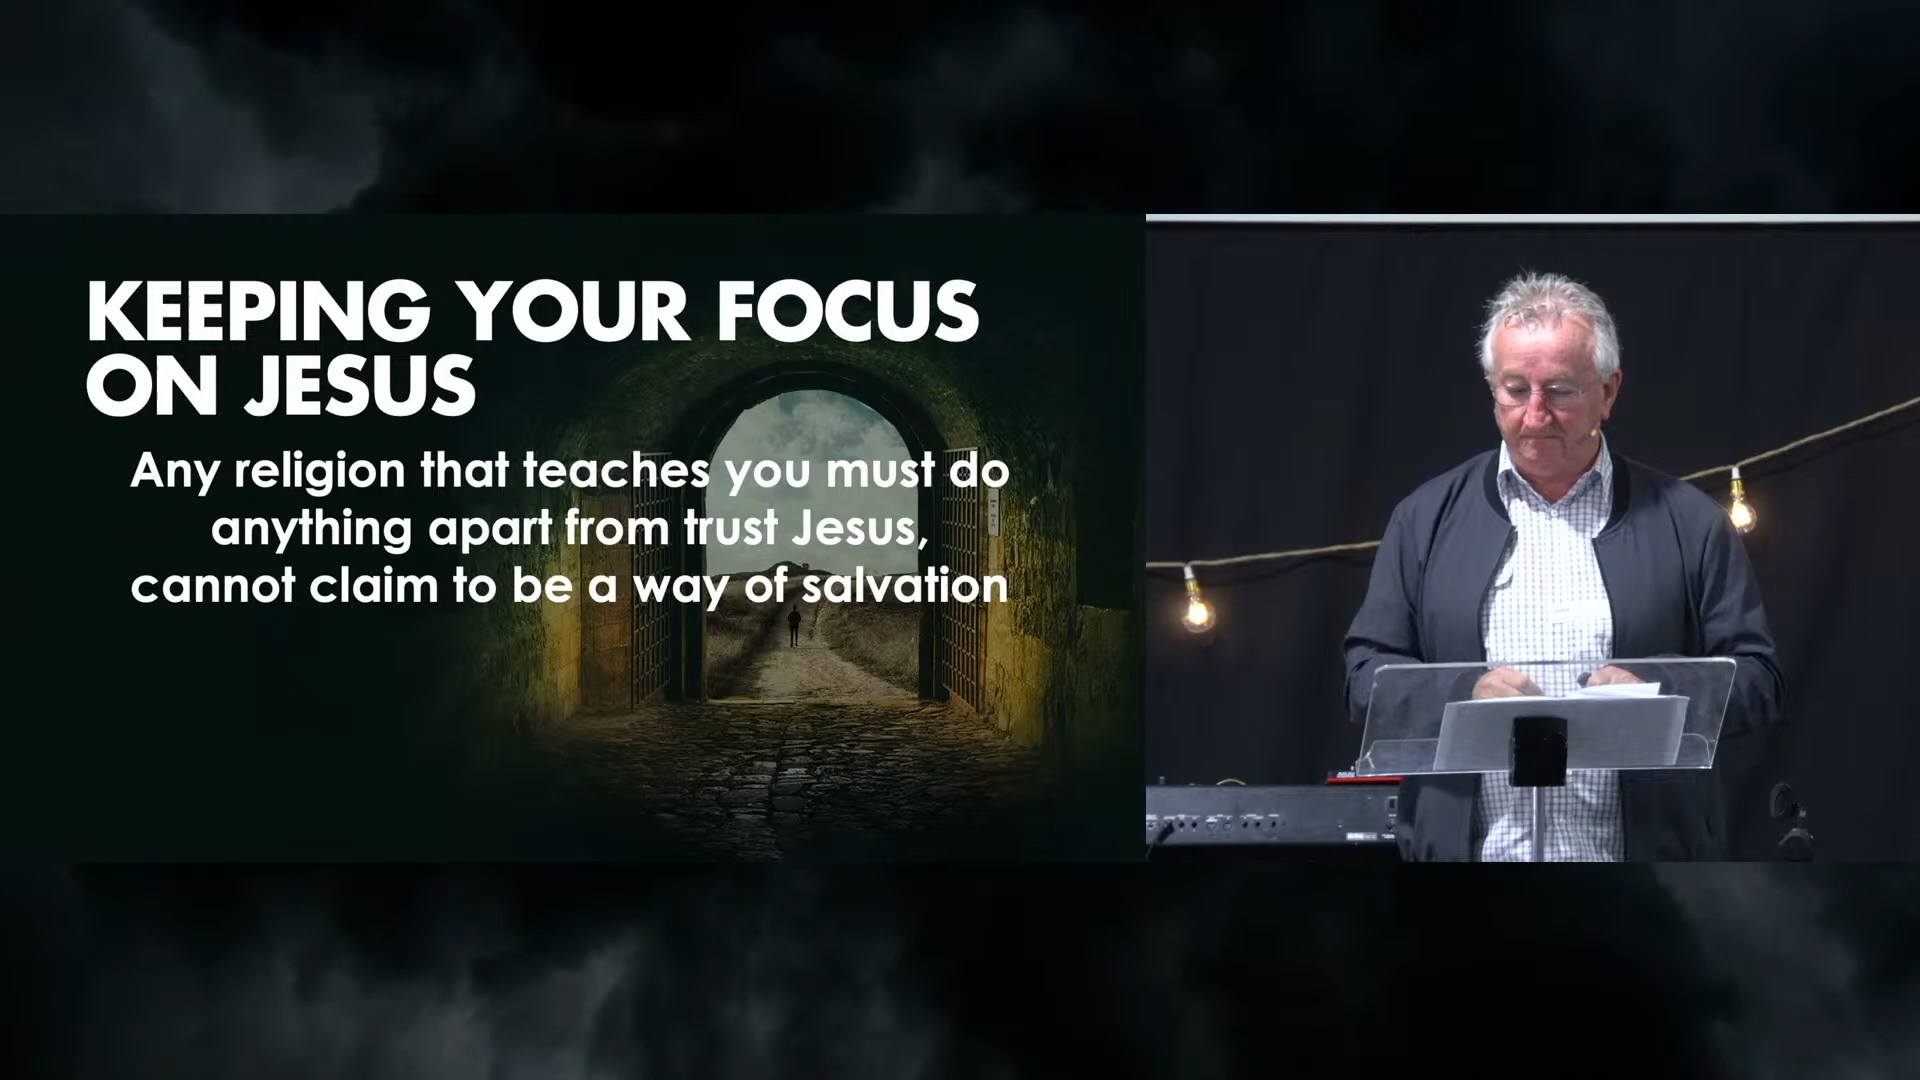 KEEPING YOUR FOCUS
ON JESUS
Any religion that teaches you must do
anything apart from trust Jesus,
cannot claim to be a way of salvation